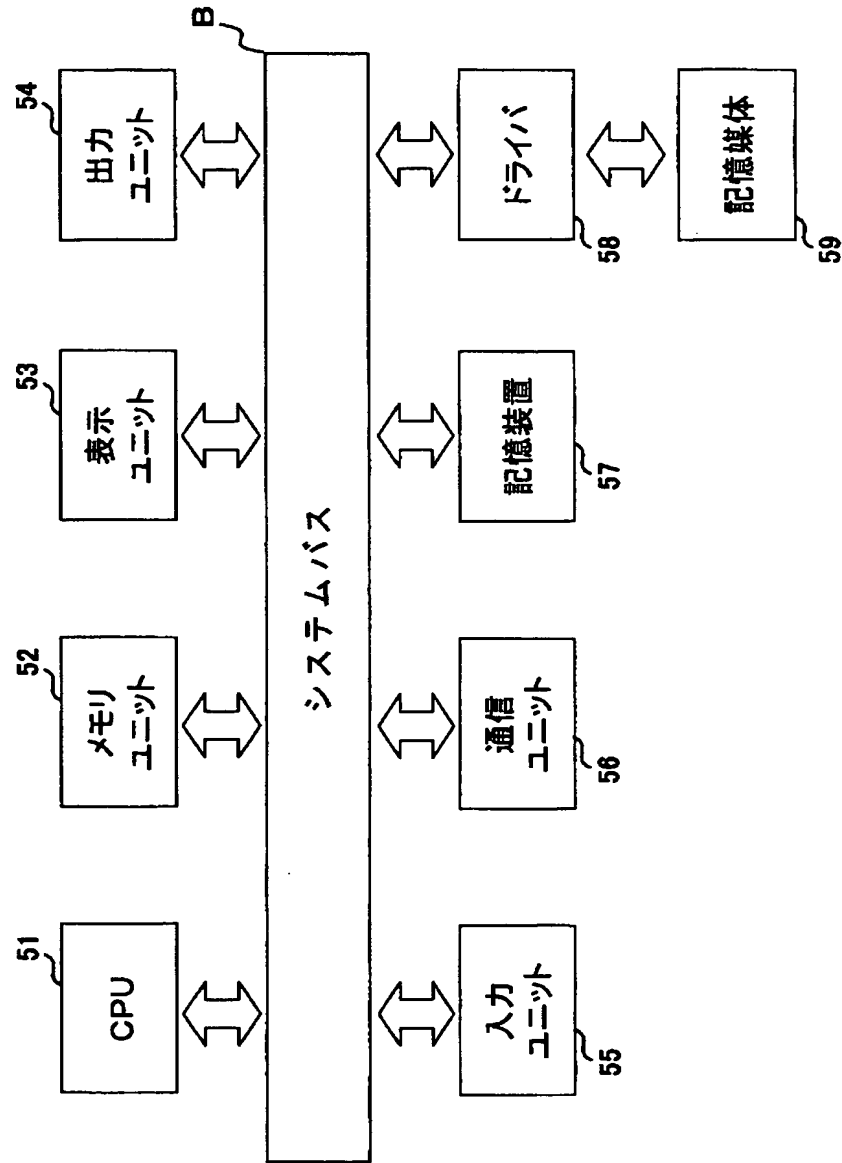 51
CPU
52
メモリ
ユニット
53
表示
ユニット
54
出力
ユニット
B
システムバス
入力
ユニット
55
通信
ユニット
56
記憶装置
57
ドライバ
58
記憶媒体
59